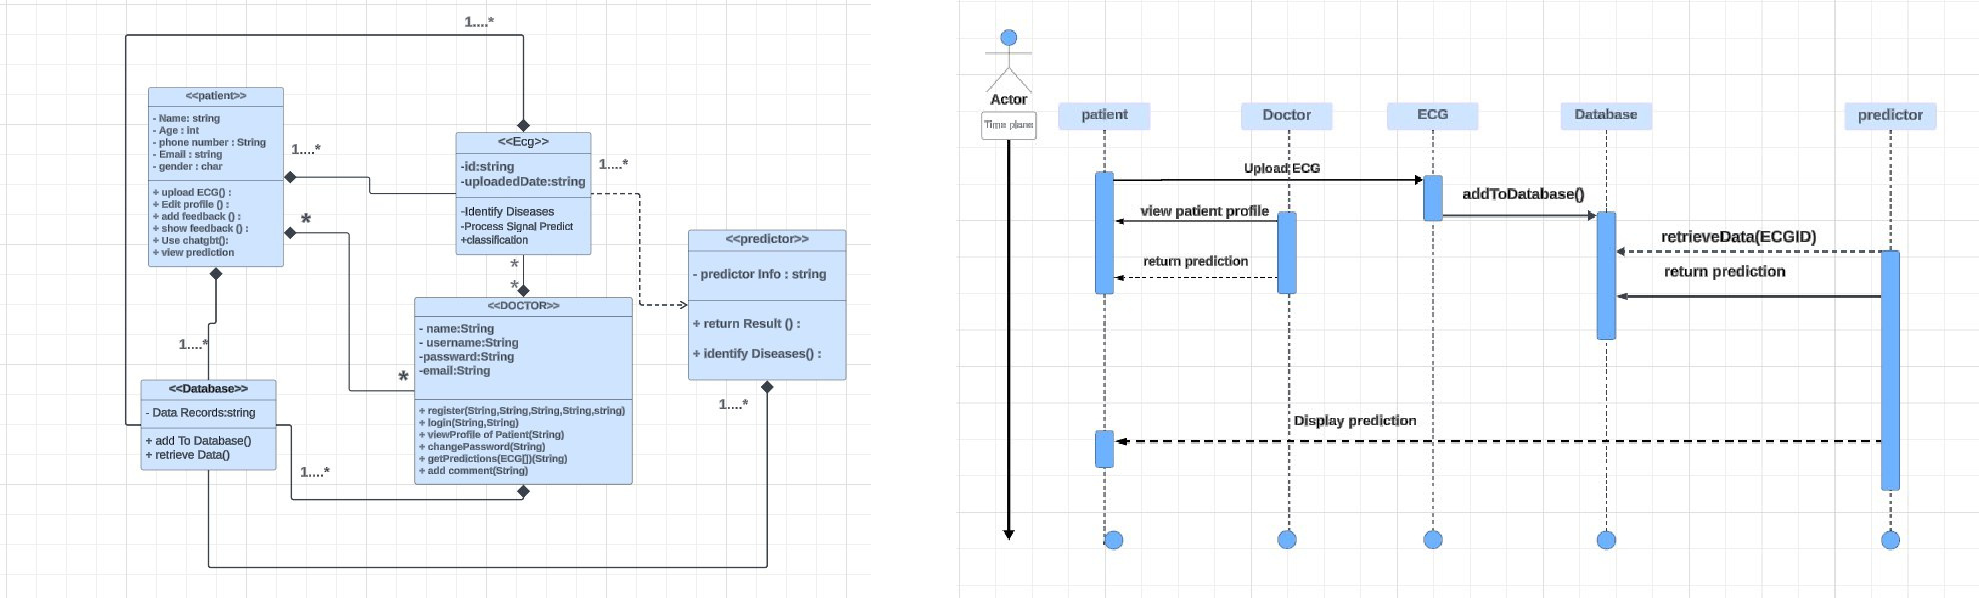 1....*
<<patient>>
- Name: string
- Age : int
- phone number : String
- Email : string
- gender : char
+ upload ECG() :
+ Edit profile () :
+ add feedback () :
+ show feedback () :
+ Use chatgbt():
+ view prediction
1....*
*
1....*
<<Ecg>>
-id:string
-uploadedDate:string
-Identify Diseases
-Process Signal Predict
+classification
1....*
*
*
<<predictor>>
- predictor Info : string
+ return Result () :
+ identify Diseases() :
1....*
<<DOCTOR>>
- name:String
- username:String
-passward:String
-email:String
+ register(String,String,String,String,string)
+ login(String,String)
+ viewProfile of Patient(String)
+ changePassword(String)
+ getPredictions(ECG[])(String)
+ add comment(String)
*
<<Database>>
- Data Records:string
+ add To Database()
+ retrieve Data()
1....*
Actor
Time plane
patient
Doctor
ECG
Database
predictor
Upload ECG
addToDatabase()
view patient profile
retrieveData(ECGID)
return prediction
return prediction
Display prediction